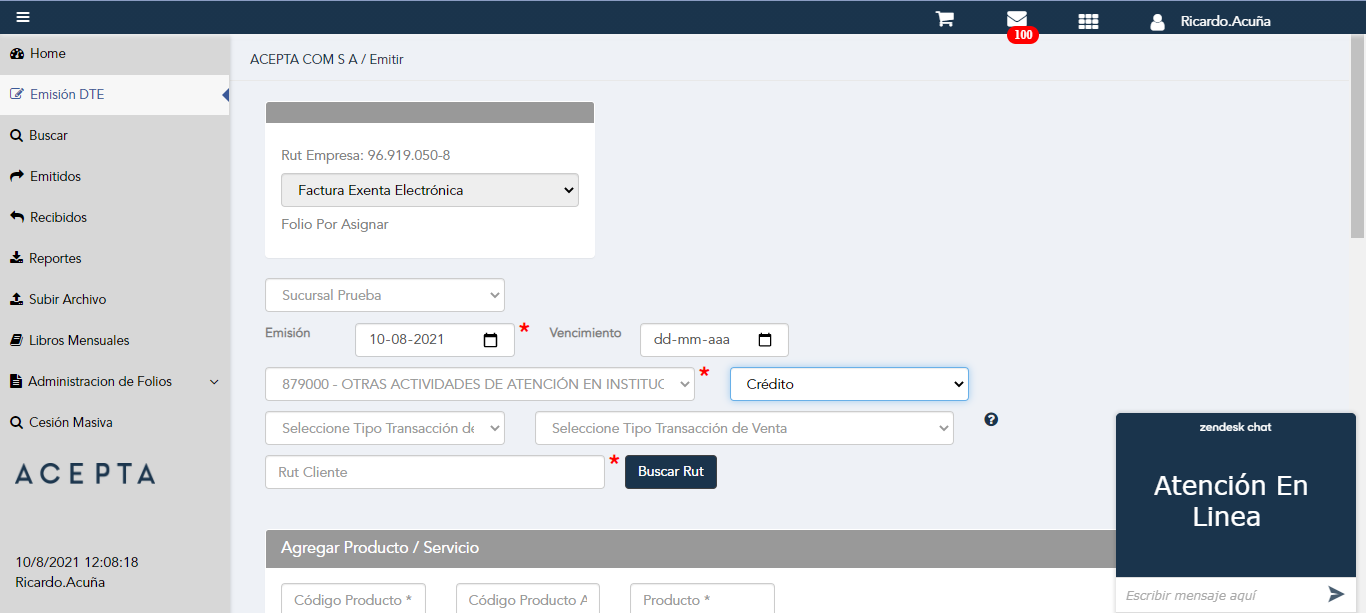 100
Ricardo.Acuña
Home
Emisión DTE
Buscar
Emitidos
Recibidos
Reportes
Subir Archivo
Libros Mensuales
Administracion de Folios
Cesión Masiva
ACEPTA
10/8/2021 12:08:18
Ricardo.Acuña
ACEPTA COM S A / Emitir
Rut Empresa: 96.919.050-8
Factura Exenta Electrónica
Folio Por Asignar
Sucursal Prueba
Emisión 10-08-2021 * Vencimiento dd-mm-aaa
879000 - OTRAS ACTIVIDADES DE ATENCIÓN EN INSTITUC * Crédito
Seleccione Tipo Transacción de Seleccione Tipo Transacción de Venta
Rut Cliente * Buscar Rut
Agregar Producto / Servicio
Código Producto * Código Producto A Producto *
zendesk chat
Atención En
Linea
Escribir mensaje aquí